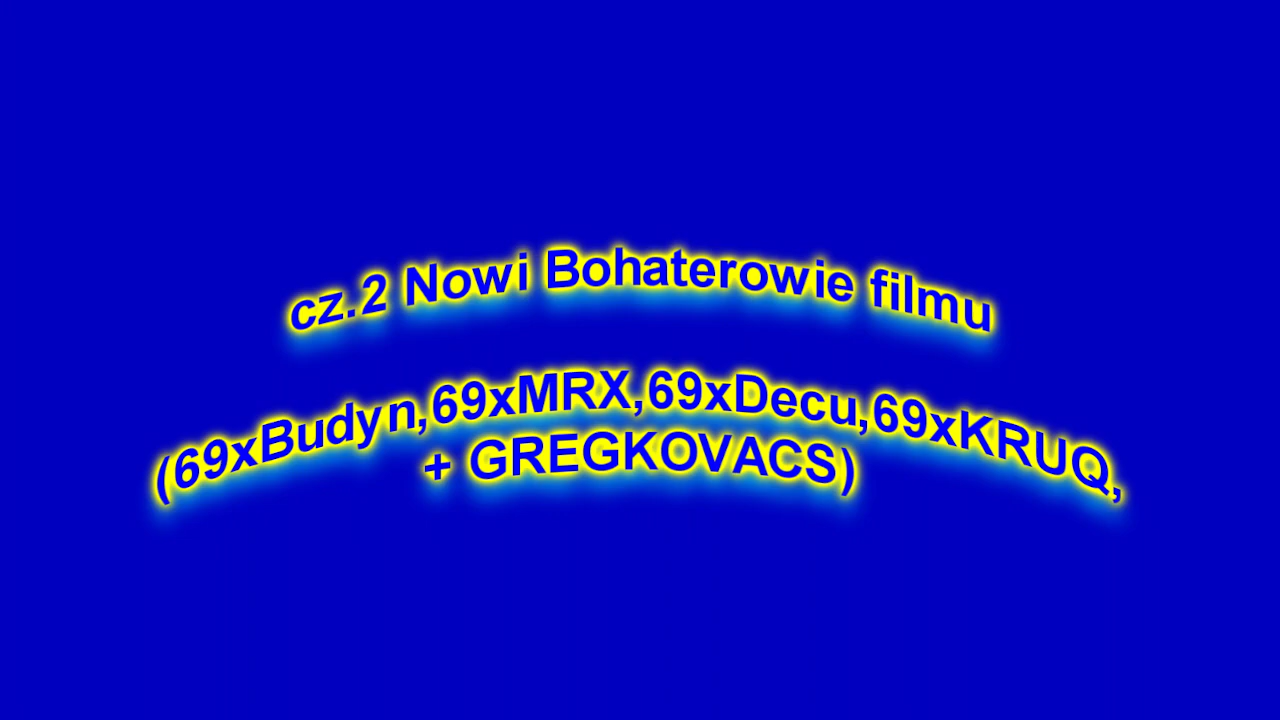 cz.2 Nowi Bohaterowie filmu
(69xBudyn,69xMRX,69xDecu,69xKRUQ,
+ GREGKOVACS)